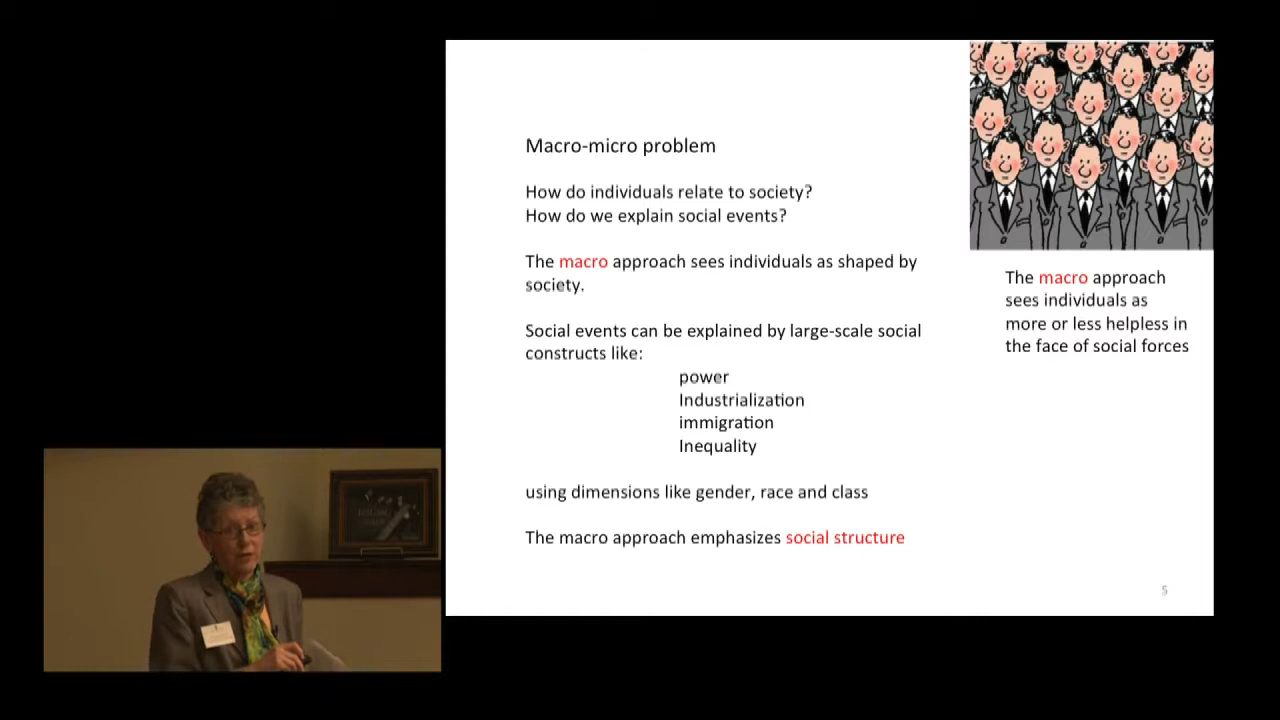 Macro-micro problem
How do individuals relate to society?
How do we explain social events?
The macro approach sees individuals as shaped by
society.
Social events can be explained by large-scale social
constructs like:
power
Industrialization
immigration
Inequality
using dimensions like gender, race and class
The macro approach emphasizes social structure
The macro approach
sees individuals as
more or less helpless in
the face of social forces
5